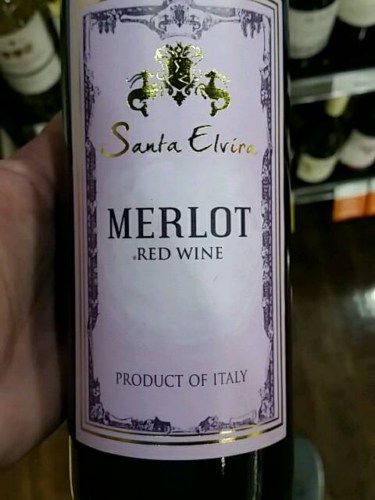 Santa Elvira
MERLOT
RED WINE
PRODUCT OF ITALY